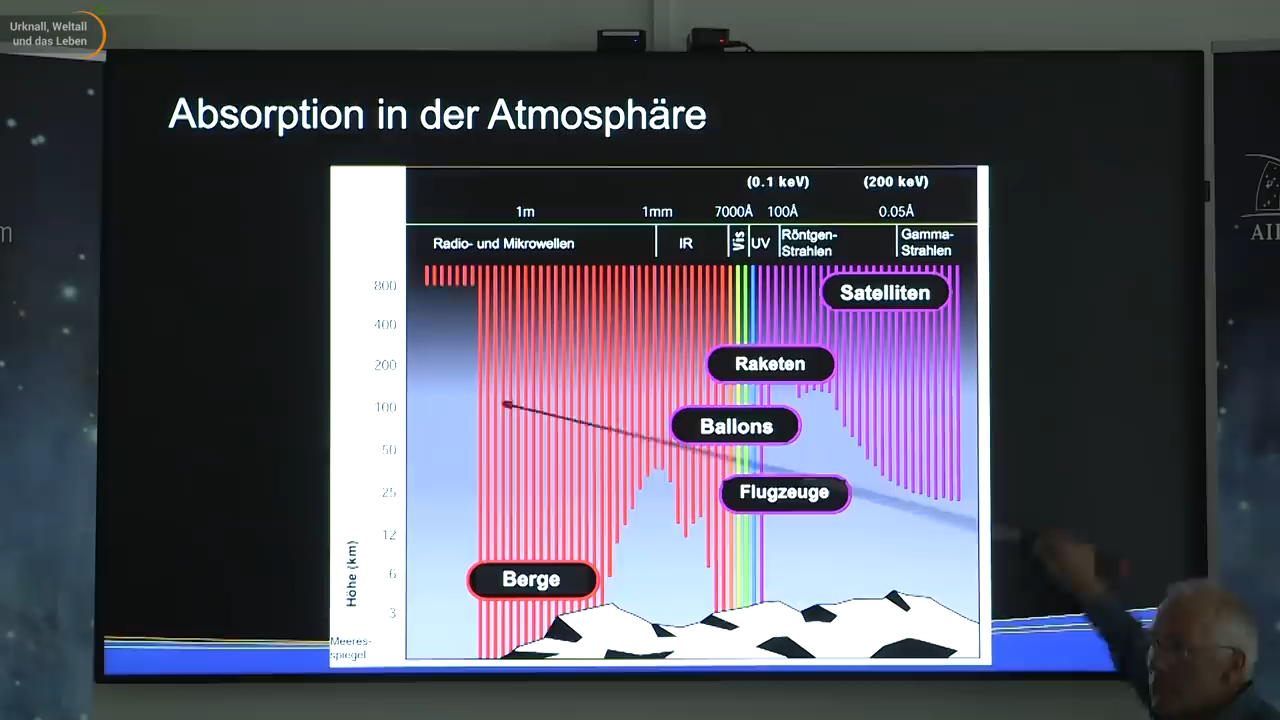 Urknall, Weltall
und das Leben
Absorption in der Atmosphäre
(0.1 keV) (200 keV)
1m 1mm 7000Å 100Å 0.05Å
Radio- und Mikrowellen IR Vis UV Röntgen-
Strahlen Gamma-
Strahlen
800
400
200
100
50
25
12
6
3
Höhe (km)
Meeres-
spiegel
Satelliten
Raketen
Ballons
Flugzeuge
Berge
m
AI